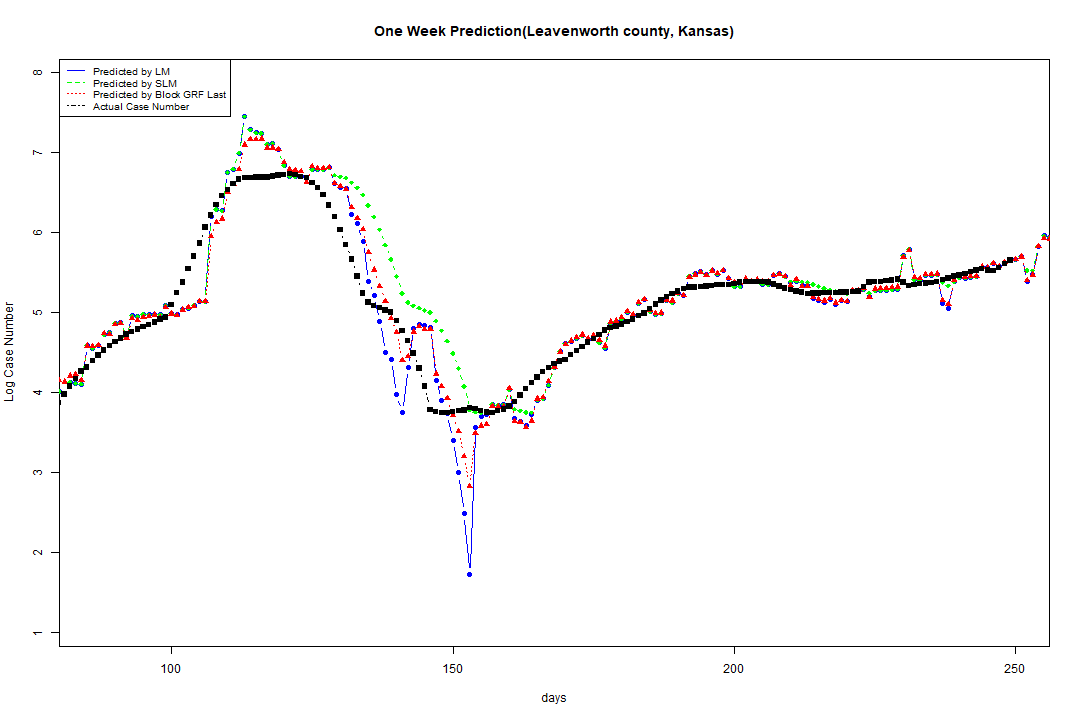 One Week Prediction(Leavenworth county, Kansas)
Predicted by LM
Predicted by SLM
Predicted by Block GRF Last
Actual Case Number
Log Case Number
8
7
6
5
4
3
2
1
100
150
200
250
days